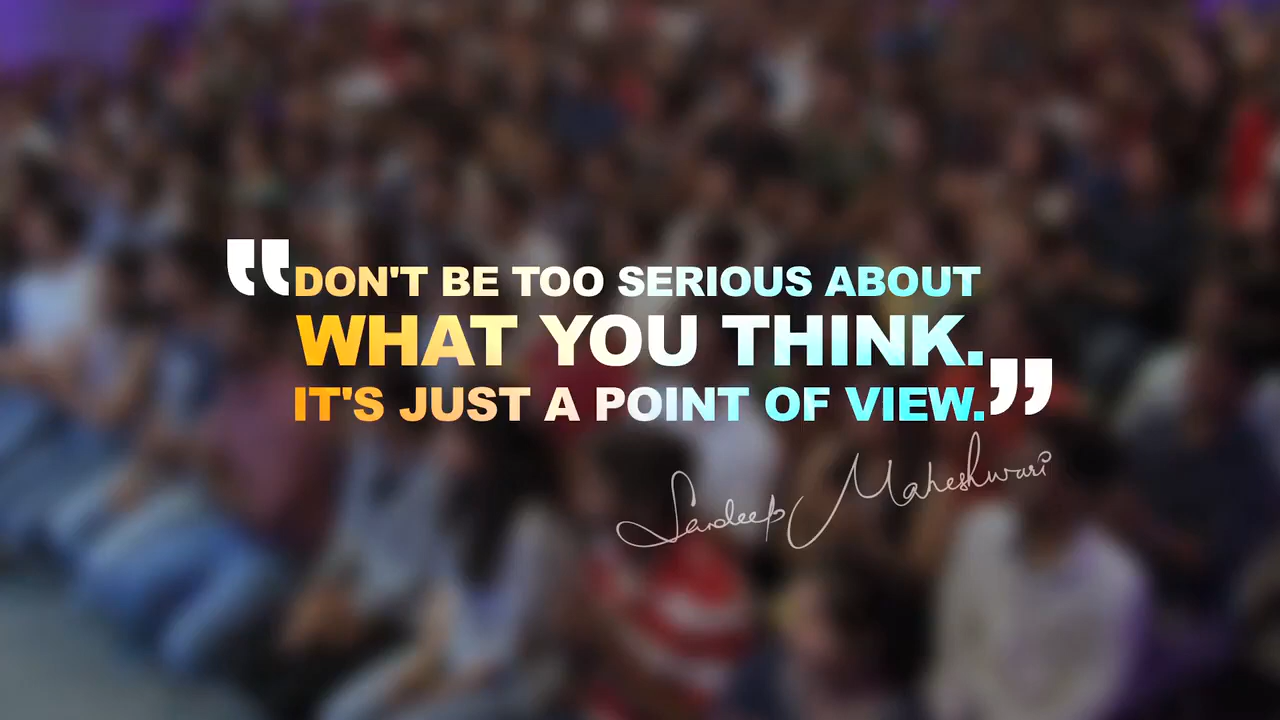 “DON'T BE TOO SERIOUS ABOUT
WHAT YOU THINK.
IT'S JUST A POINT OF VIEW.”
Sandeep Maheshwari